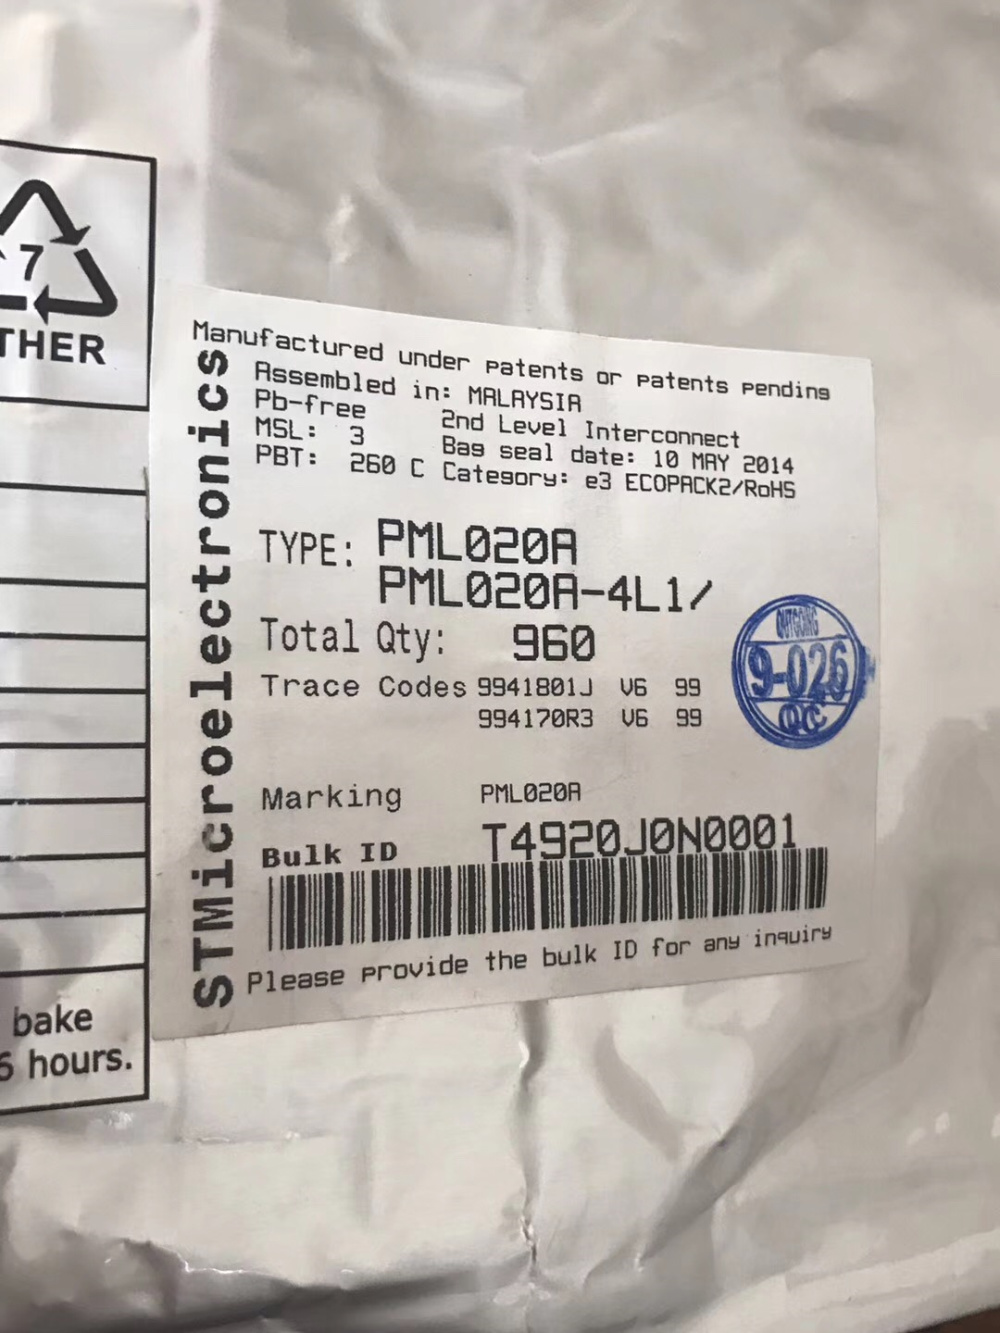 7
THER
bake
6 hours.
STMicroelectronics
Manufactured under patents or patents pending
Assembled in: MALAYSIA
Pb-free 2nd Level Interconnect
MSL: 3 Bag seal date: 10 MAY 2014
PBT: 260 C Category: e3 ECOPACK2/RoHS
TYPE: PML020A
PML020A-4L1/
Total Qty: 960
Trace Codes 9941801J V6 99
994170R3 V6 99
OUTGOING
9-026
QC
Marking PML020A
Bulk ID T4920J0N0001
Please provide the bulk ID for any inquiry